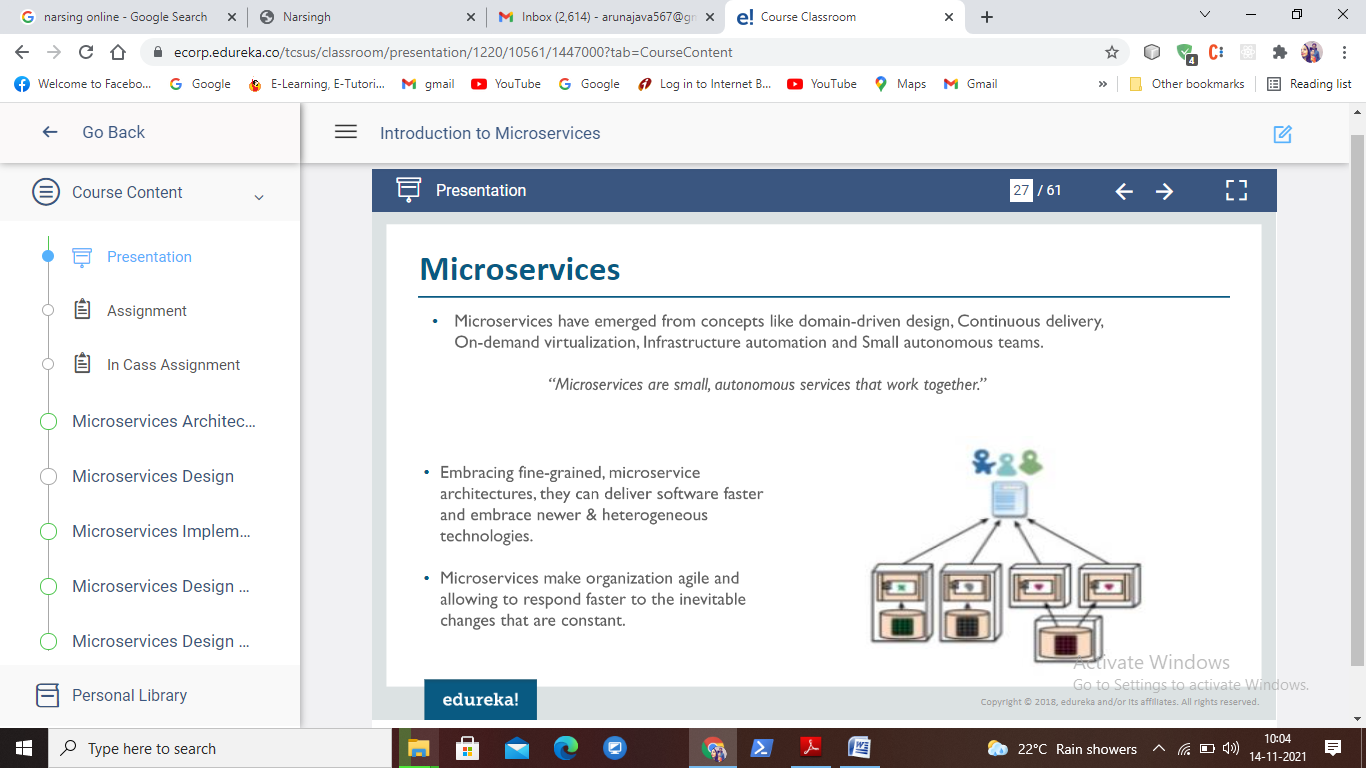 narsing online - Google Search
Narsingh
Inbox (2,614) - arunajava567@gm
Course Classroom
ecorp.edureka.co/tcsus/classroom/presentation/1220/10561/1447000?tab=CourseContent
4
Welcome to Facebo...
Google
E-Learning, E-Tutori...
gmail
YouTube
Google
Log in to Internet B...
YouTube
Maps
Gmail
»
Other bookmarks
Reading list
Go Back
Introduction to Microservices
Course Content
Presentation
Assignment
In Cass Assignment
Microservices Architec...
Microservices Design
Microservices Implem...
Microservices Design ...
Microservices Design ...
Personal Library
Presentation
27 / 61
Microservices
• Microservices have emerged from concepts like domain-driven design, Continuous delivery,
On-demand virtualization, Infrastructure automation and Small autonomous teams.
“Microservices are small, autonomous services that work together.”
• Embracing fine-grained, microservice
architectures, they can deliver software faster
and embrace newer & heterogeneous
technologies.
• Microservices make organization agile and
allowing to respond faster to the inevitable
changes that are constant.
Activate Windows
Go to Settings to activate Windows.
edureka!
Copyright © 2018, edureka and/or its affiliates. All rights reserved.
Type here to search
22°C Rain showers
10:04
14-11-2021